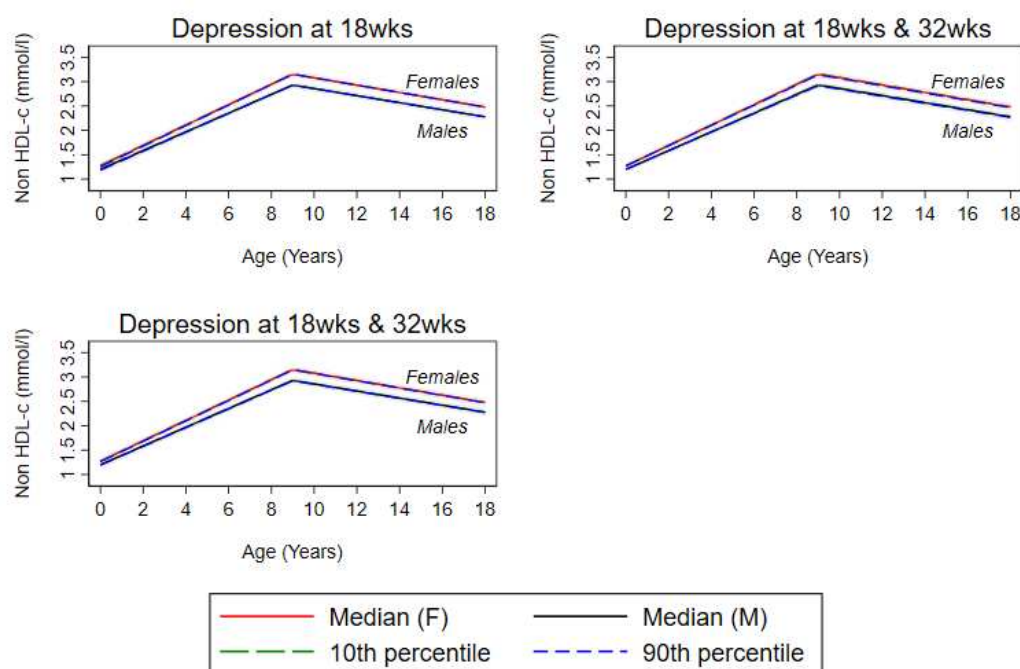 Depression at 18wks
Non HDL-c (mmol/l)
1 1.5 2 2.5 3 3.5
Females
Males
0 2 4 6 8 10 12 14 16 18
Age (Years)
Depression at 18wks & 32wks
Non HDL-c (mmol/l)
1 1.5 2 2.5 3 3.5
Females
Males
0 2 4 6 8 10 12 14 16 18
Age (Years)
Depression at 18wks & 32wks
Non HDL-c (mmol/l)
1 1.5 2 2.5 3 3.5
Females
Males
0 2 4 6 8 10 12 14 16 18
Age (Years)
Median (F) Median (M)
10th percentile 90th percentile